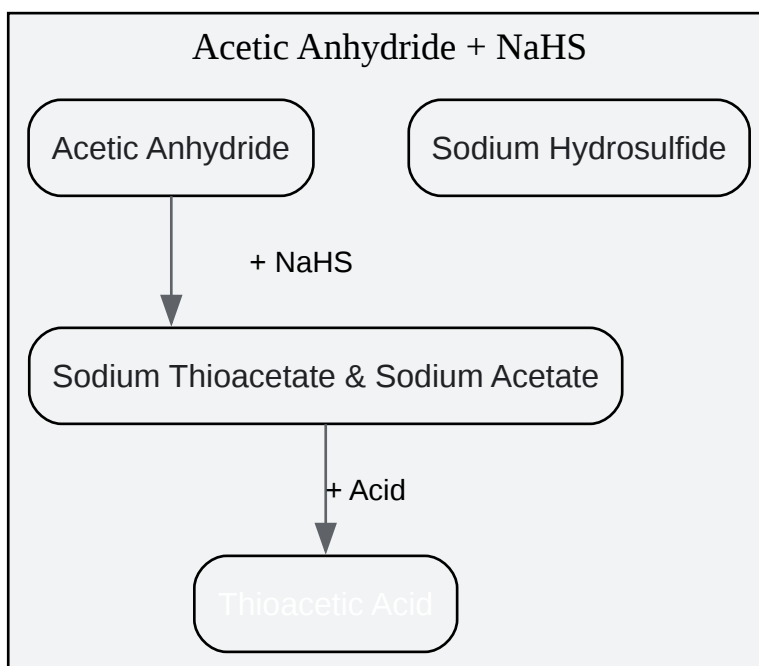 Acetic Anhydride + NaHS
Acetic Anhydride
Sodium Hydrosulfide
+ NaHS
Sodium Thioacetate & Sodium Acetate
+ Acid
Thioacetic Acid